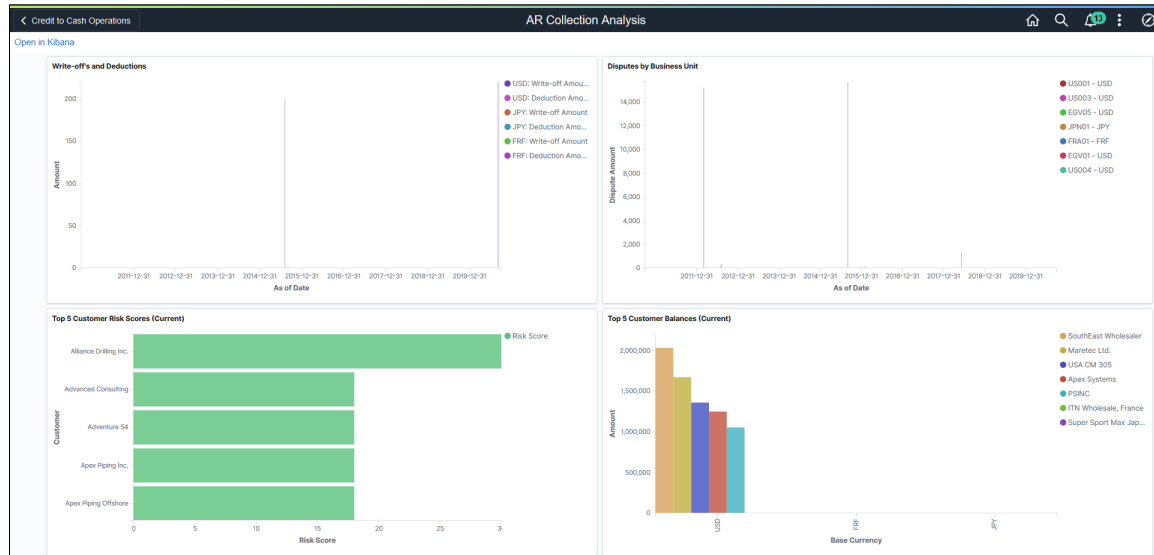 Credit to Cash Operations
AR Collection Analysis
13
Open in Kibana
Write-off's and Deductions
200
150
100
50
0
Amount
2011-12-31 2012-12-31 2013-12-31 2014-12-31 2015-12-31 2016-12-31 2017-12-31 2018-12-31 2019-12-31
As of Date
USD: Write-off Amou...
USD: Deduction Amo...
JPY: Write-off Amount
JPY: Deduction Amo...
FRF: Write-off Amount
FRF: Deduction Amo...
Disputes by Business Unit
14,000
12,000
10,000
8,000
6,000
4,000
2,000
0
Dispute Amount
2011-12-31 2012-12-31 2013-12-31 2014-12-31 2015-12-31 2016-12-31 2017-12-31 2018-12-31 2019-12-31
As of Date
US001 - USD
US003 - USD
EGV05 - USD
JPN01 - JPY
FRA01 - FRF
EGV01 - USD
US004 - USD
Top 5 Customer Risk Scores (Current)
Customer
Alliance Drilling Inc.
Advanced Consulting
Adventure 54
Apex Piping Inc.
Apex Piping Offshore
0 5 10 15 20 25 3
Risk Score
Risk Score
Top 5 Customer Balances (Current)
2,000,000
1,500,000
1,000,000
500,000
0
Amount
USD FRF JPY
Base Currency
SouthEast Wholesaler
Maretec Ltd.
USA CM 305
Apex Systems
PSINC
ITN Wholesale, France
Super Sport Max Jap...